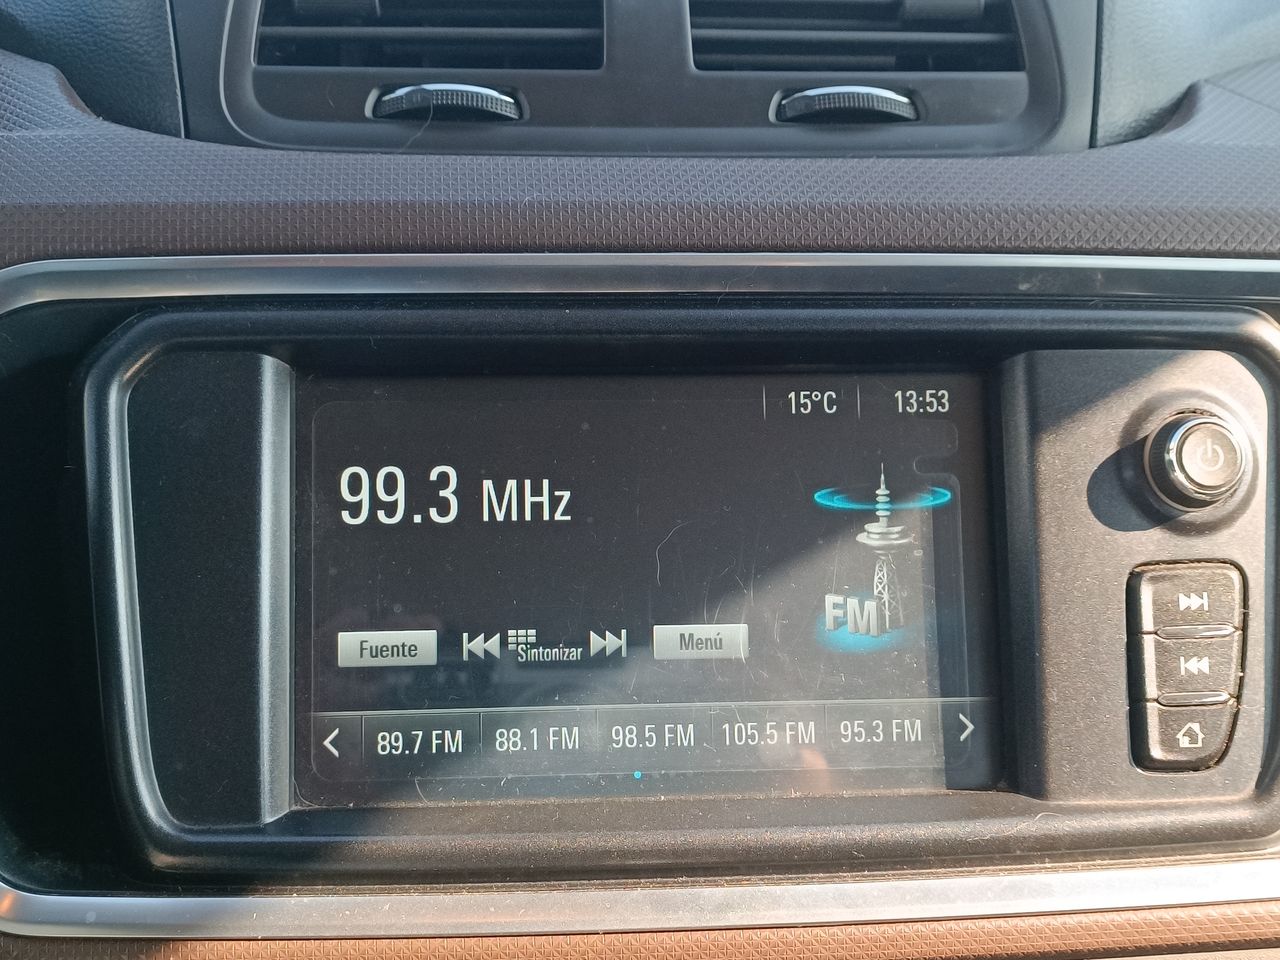 15°C 13:53
99.3 MHz
FM
Fuente Sintonizar Menú
89.7 FM 88.1 FM 98.5 FM 105.5 FM 95.3 FM